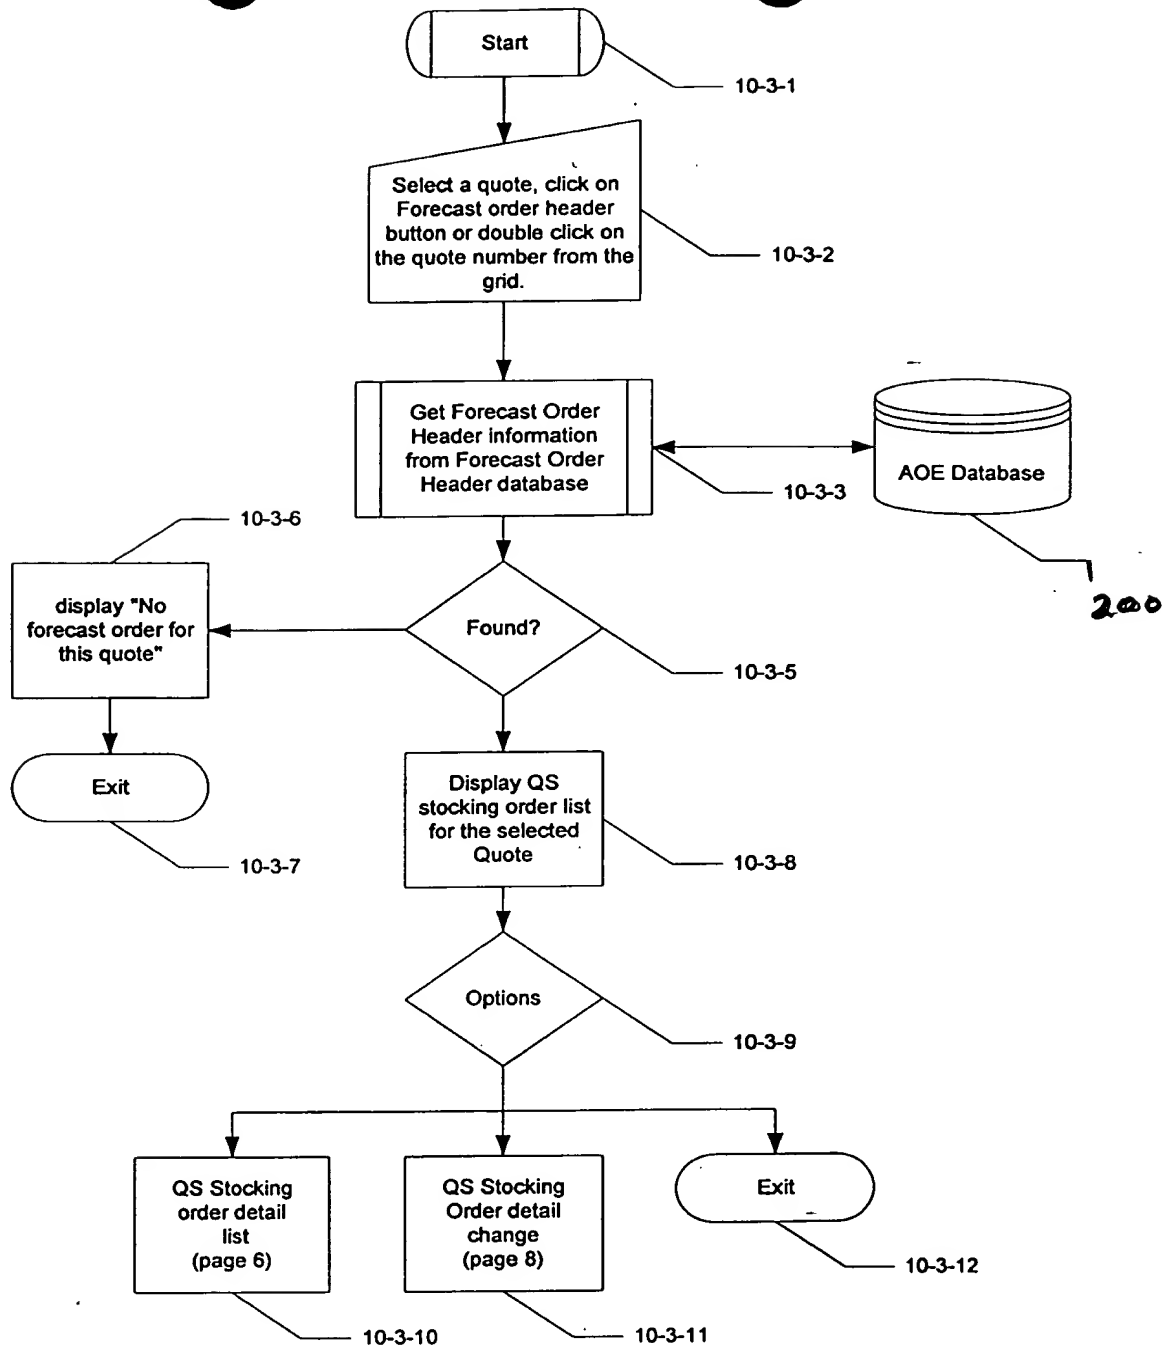 Start
10-3-1
Select a quote, click on
Forecast order header
button or double click on
the quote number from the
grid.
10-3-2
Get Forecast Order
Header information
from Forecast Order
Header database
10-3-3
AOE Database
200
10-3-6
display "No
forecast order for
this quote"
Found?
10-3-5
Exit
10-3-7
Display QS
stocking order list
for the selected
Quote
10-3-8
Options
10-3-9
QS Stocking
order detail
list
(page 6)
10-3-10
QS Stocking
Order detail
change
(page 8)
10-3-11
Exit
10-3-12